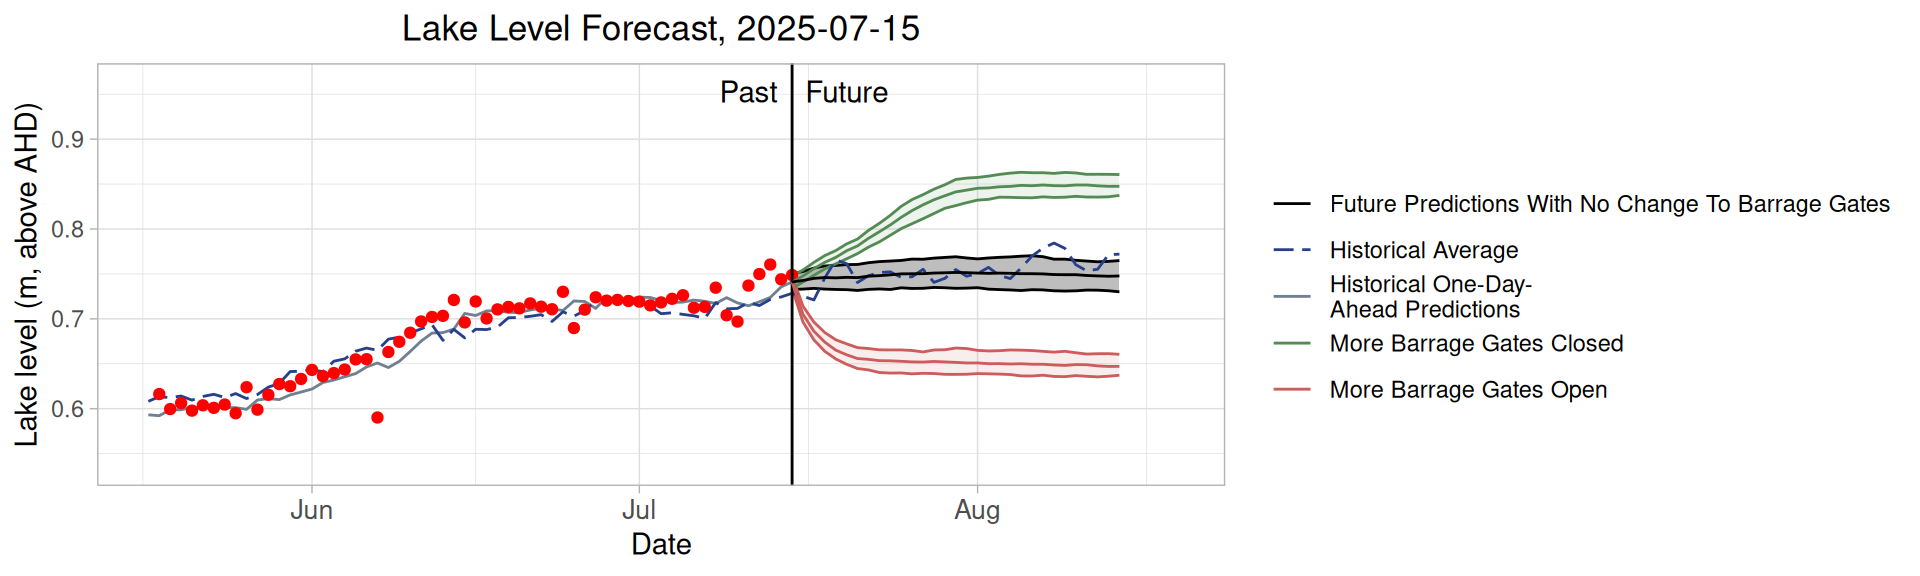 Lake Level Forecast, 2025-07-15
Past
Future
Lake level (m, above AHD)
0.9
0.8
0.7
0.6
Jun
Jul
Aug
Date
Future Predictions With No Change To Barrage Gates
Historical Average
Historical One-Day-
Ahead Predictions
More Barrage Gates Closed
More Barrage Gates Open